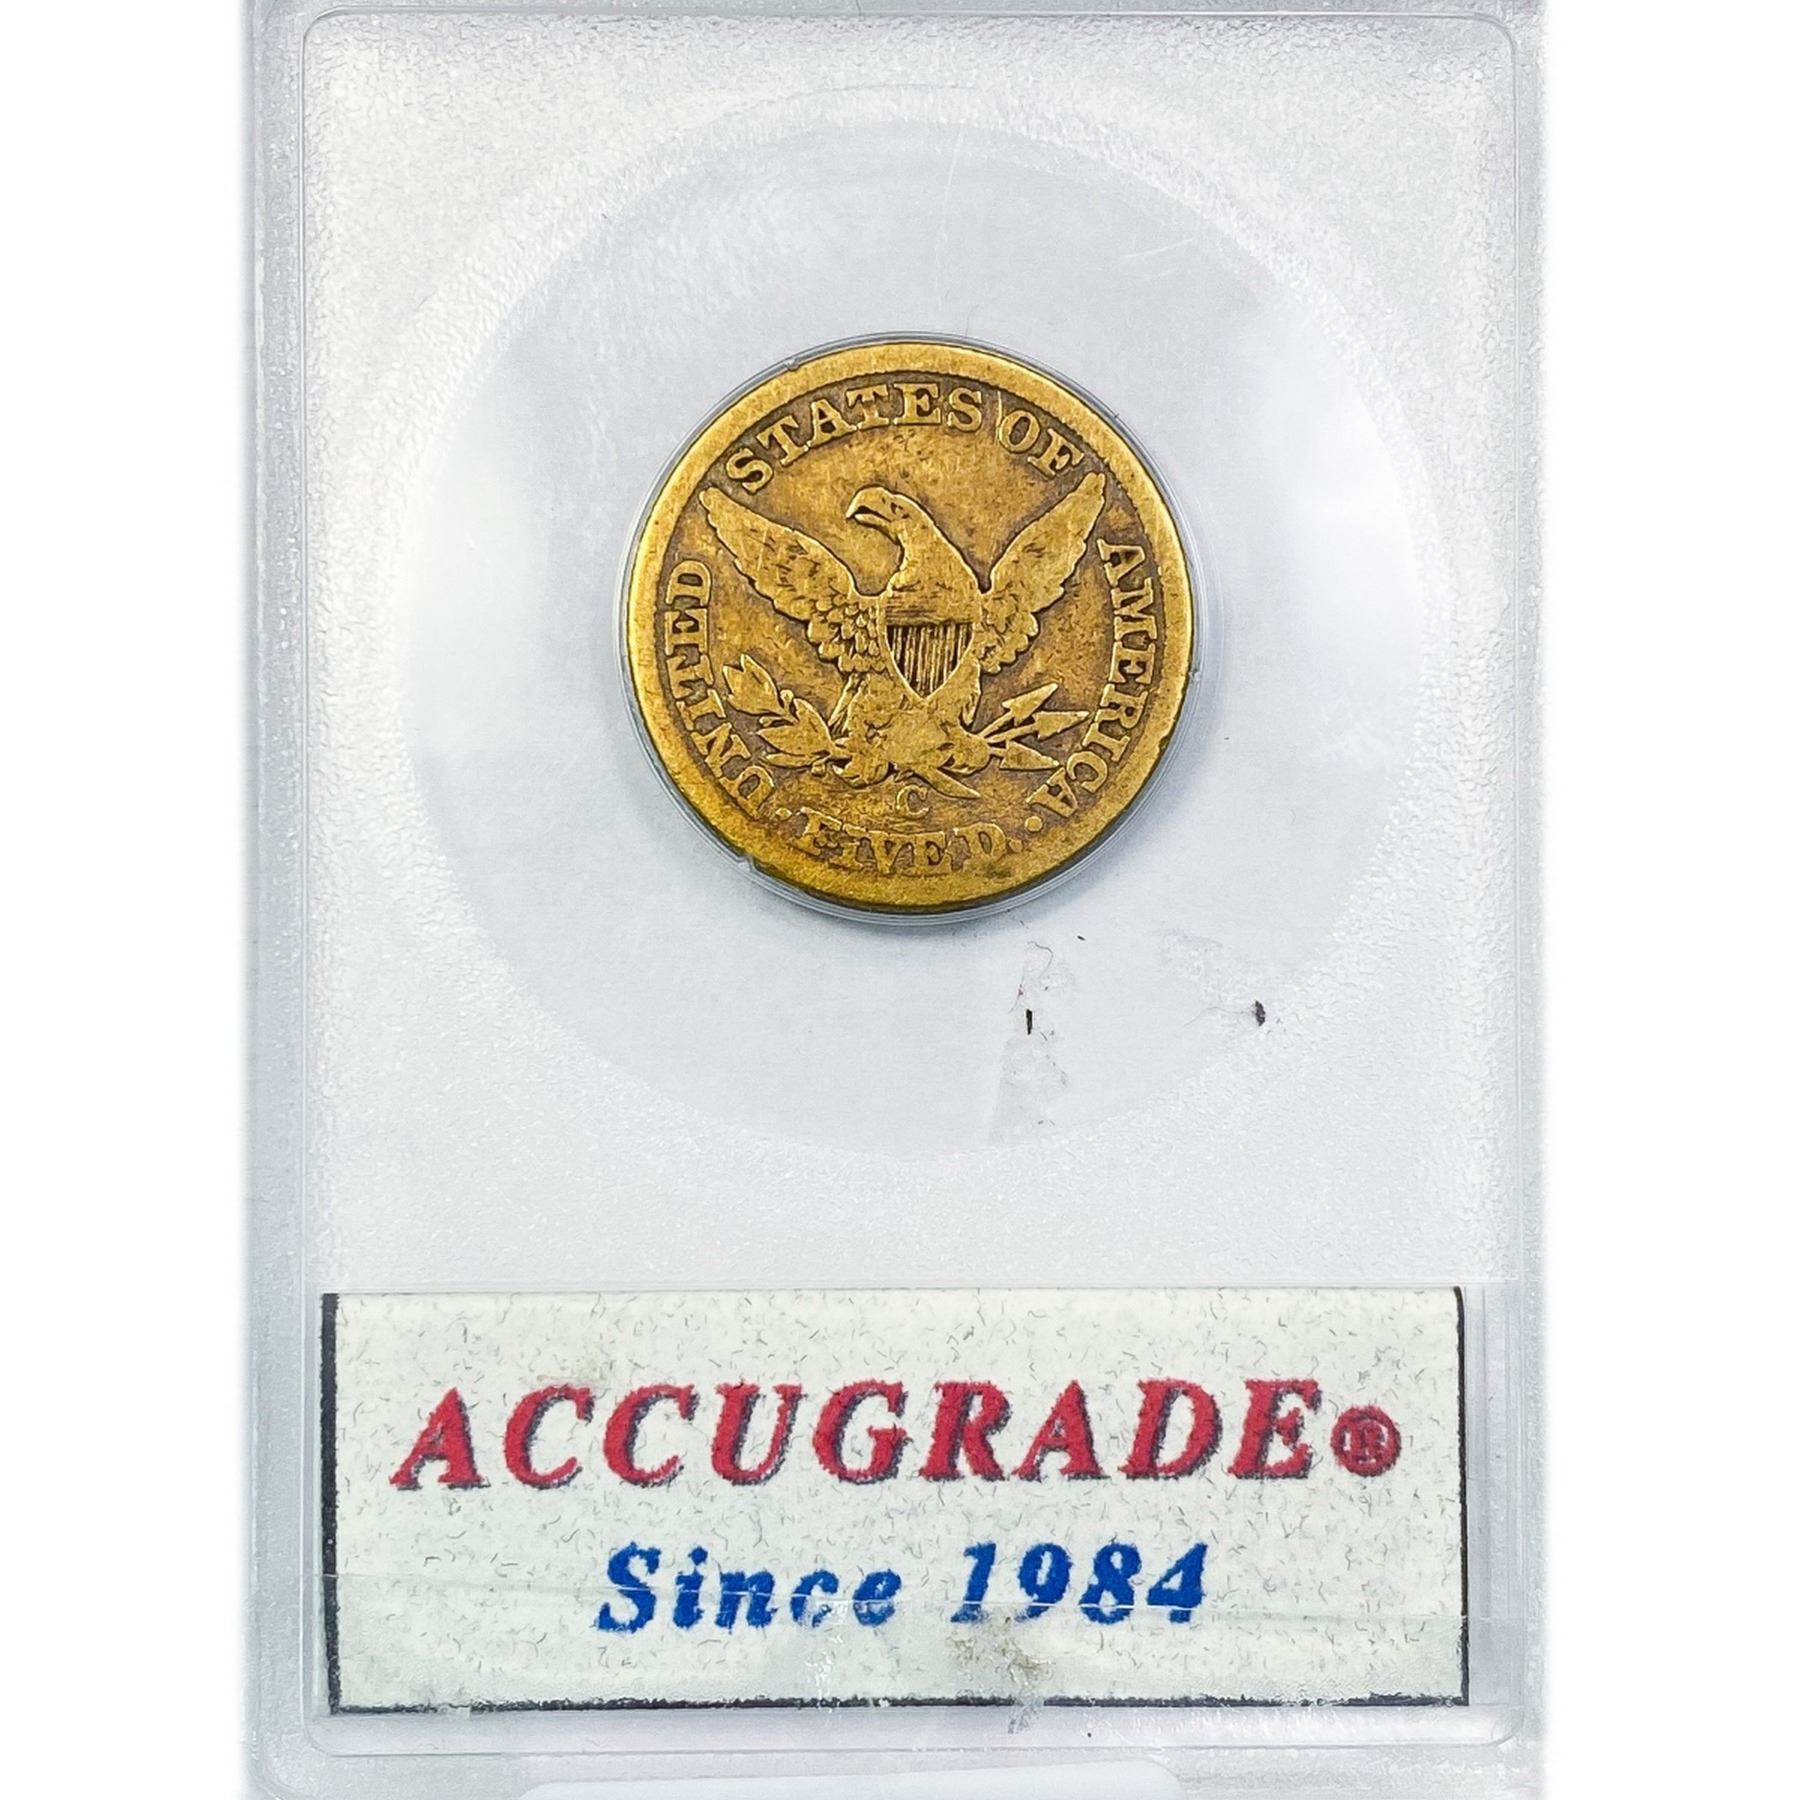 UNITED STATES OF AMERICA
C
FIVE D.
ACCUGRADE®
Since 1984